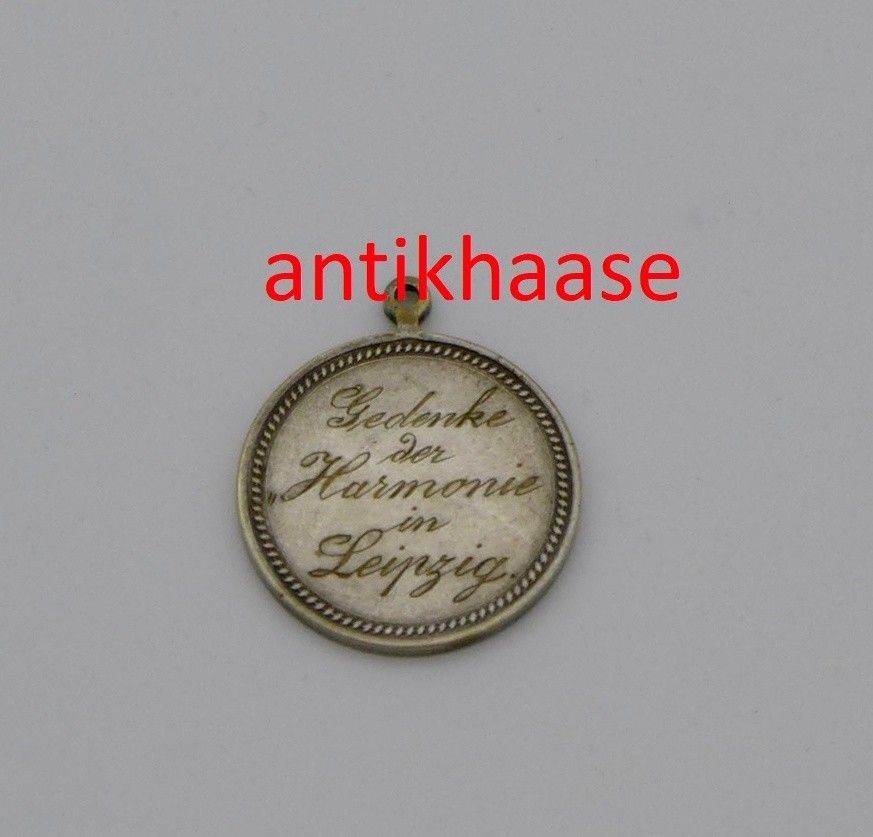 antikhaase
Gedenke
der
„Harmonie
in
Leipzig.